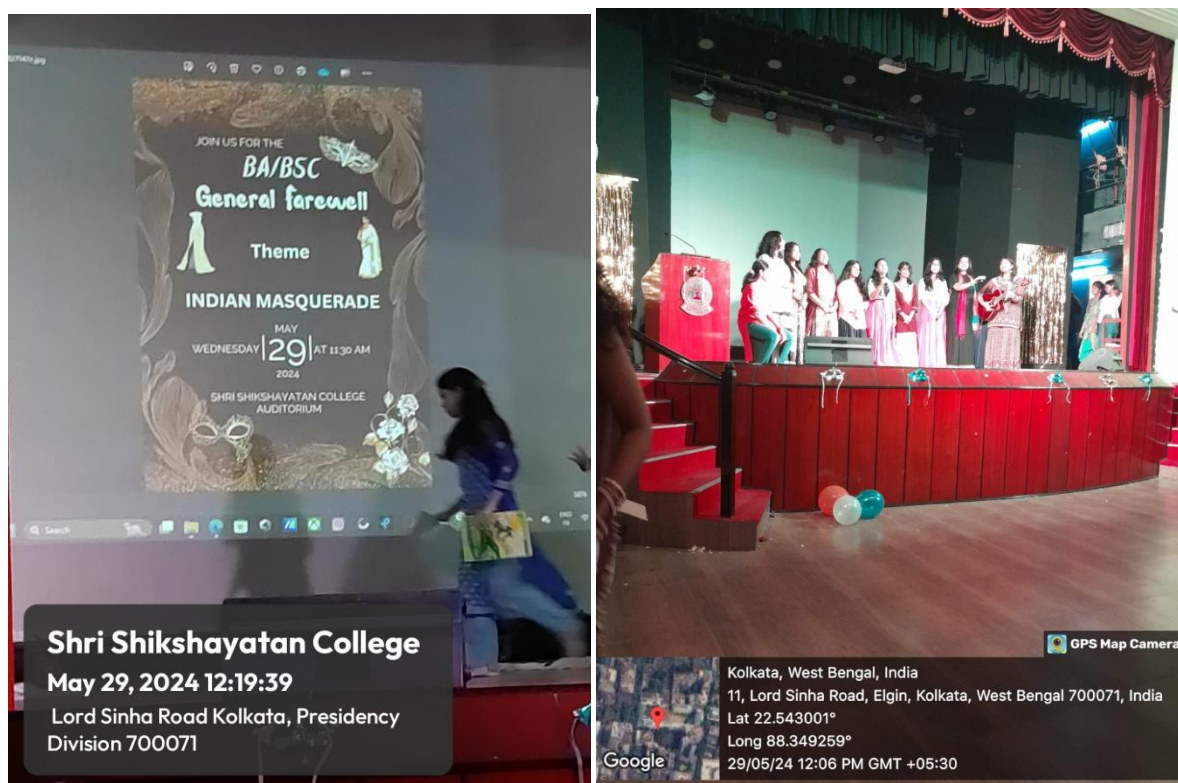 JOIN US FOR THE
BA/BSC
General farewell
Theme
INDIAN MASQUERADE
MAY
WEDNESDAY 29 AT 11:30 AM
2024
SHRI SHIKSHAYATAN COLLEGE
AUDITORIUM
Search
ENG
IN
Shri Shikshayatan College
May 29, 2024 12:19:39
Lord Sinha Road Kolkata, Presidency
Division 700071
GPS Map Camera
Kolkata, West Bengal, India
11, Lord Sinha Road, Elgin, Kolkata, West Bengal 700071, India
Lat 22.543001°
Long 88.349259°
29/05/24 12:06 PM GMT +05:30
Google